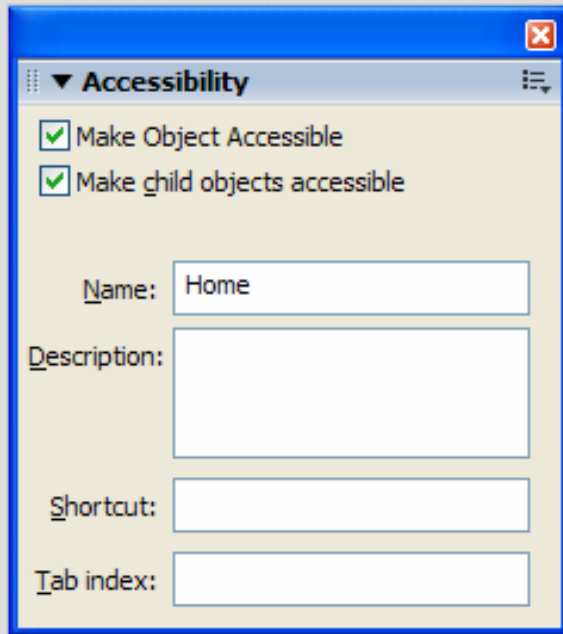 Accessibility
Make Object Accessible
Make child objects accessible
Name: Home
Description:
Shortcut:
Tab index: